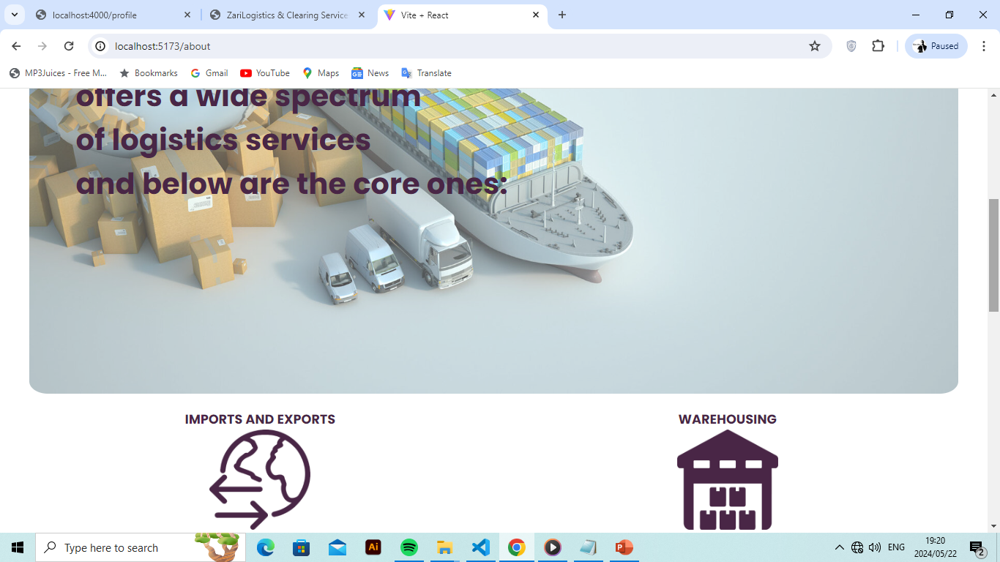 localhost:4000/profile
ZariLogistics & Clearing Service
Vite + React
localhost:5173/about
Paused
MP3Juices - Free M...
Bookmarks
Gmail
YouTube
Maps
News
Translate
offers a wide spectrum
of logistics services
and below are the core ones:
IMPORTS AND EXPORTS
WAREHOUSING
Type here to search
Ai
ENG
19:20
2024/05/22
2